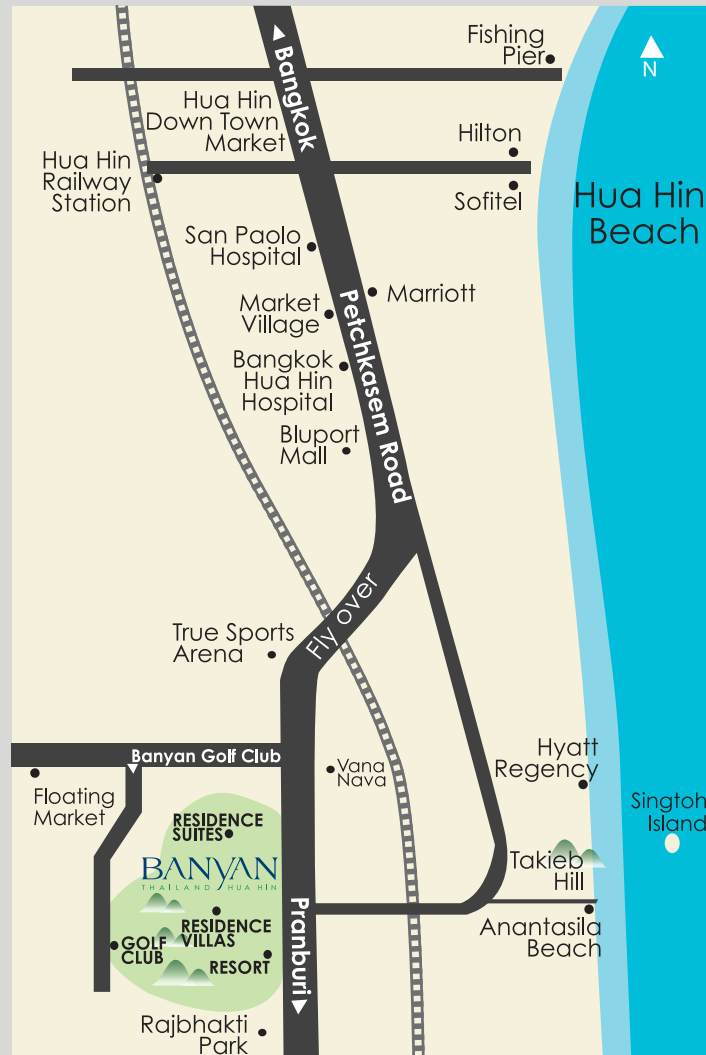 Fishing
Pier
N
Bangkok
Hua Hin
Down Town
Market
Hilton
Hua Hin
Railway
Station
Sofitel
Hua Hin
Beach
San Paolo
Hospital
Marriott
Market
Village
Petchkasem Road
Bangkok
Hua Hin
Hospital
Bluport
Mall
Fly over
True Sports
Arena
Banyan Golf Club
Vana
Nava
Hyatt
Regency
Floating
Market
Singtoh
Island
RESIDENCE
SUITES
BANYAN
THAILAND HUA HIN
Takieb
Hill
Pranburi
RESIDENCE
VILLAS
Anantasila
Beach
GOLF
CLUB
RESORT
Rajbhakti
Park